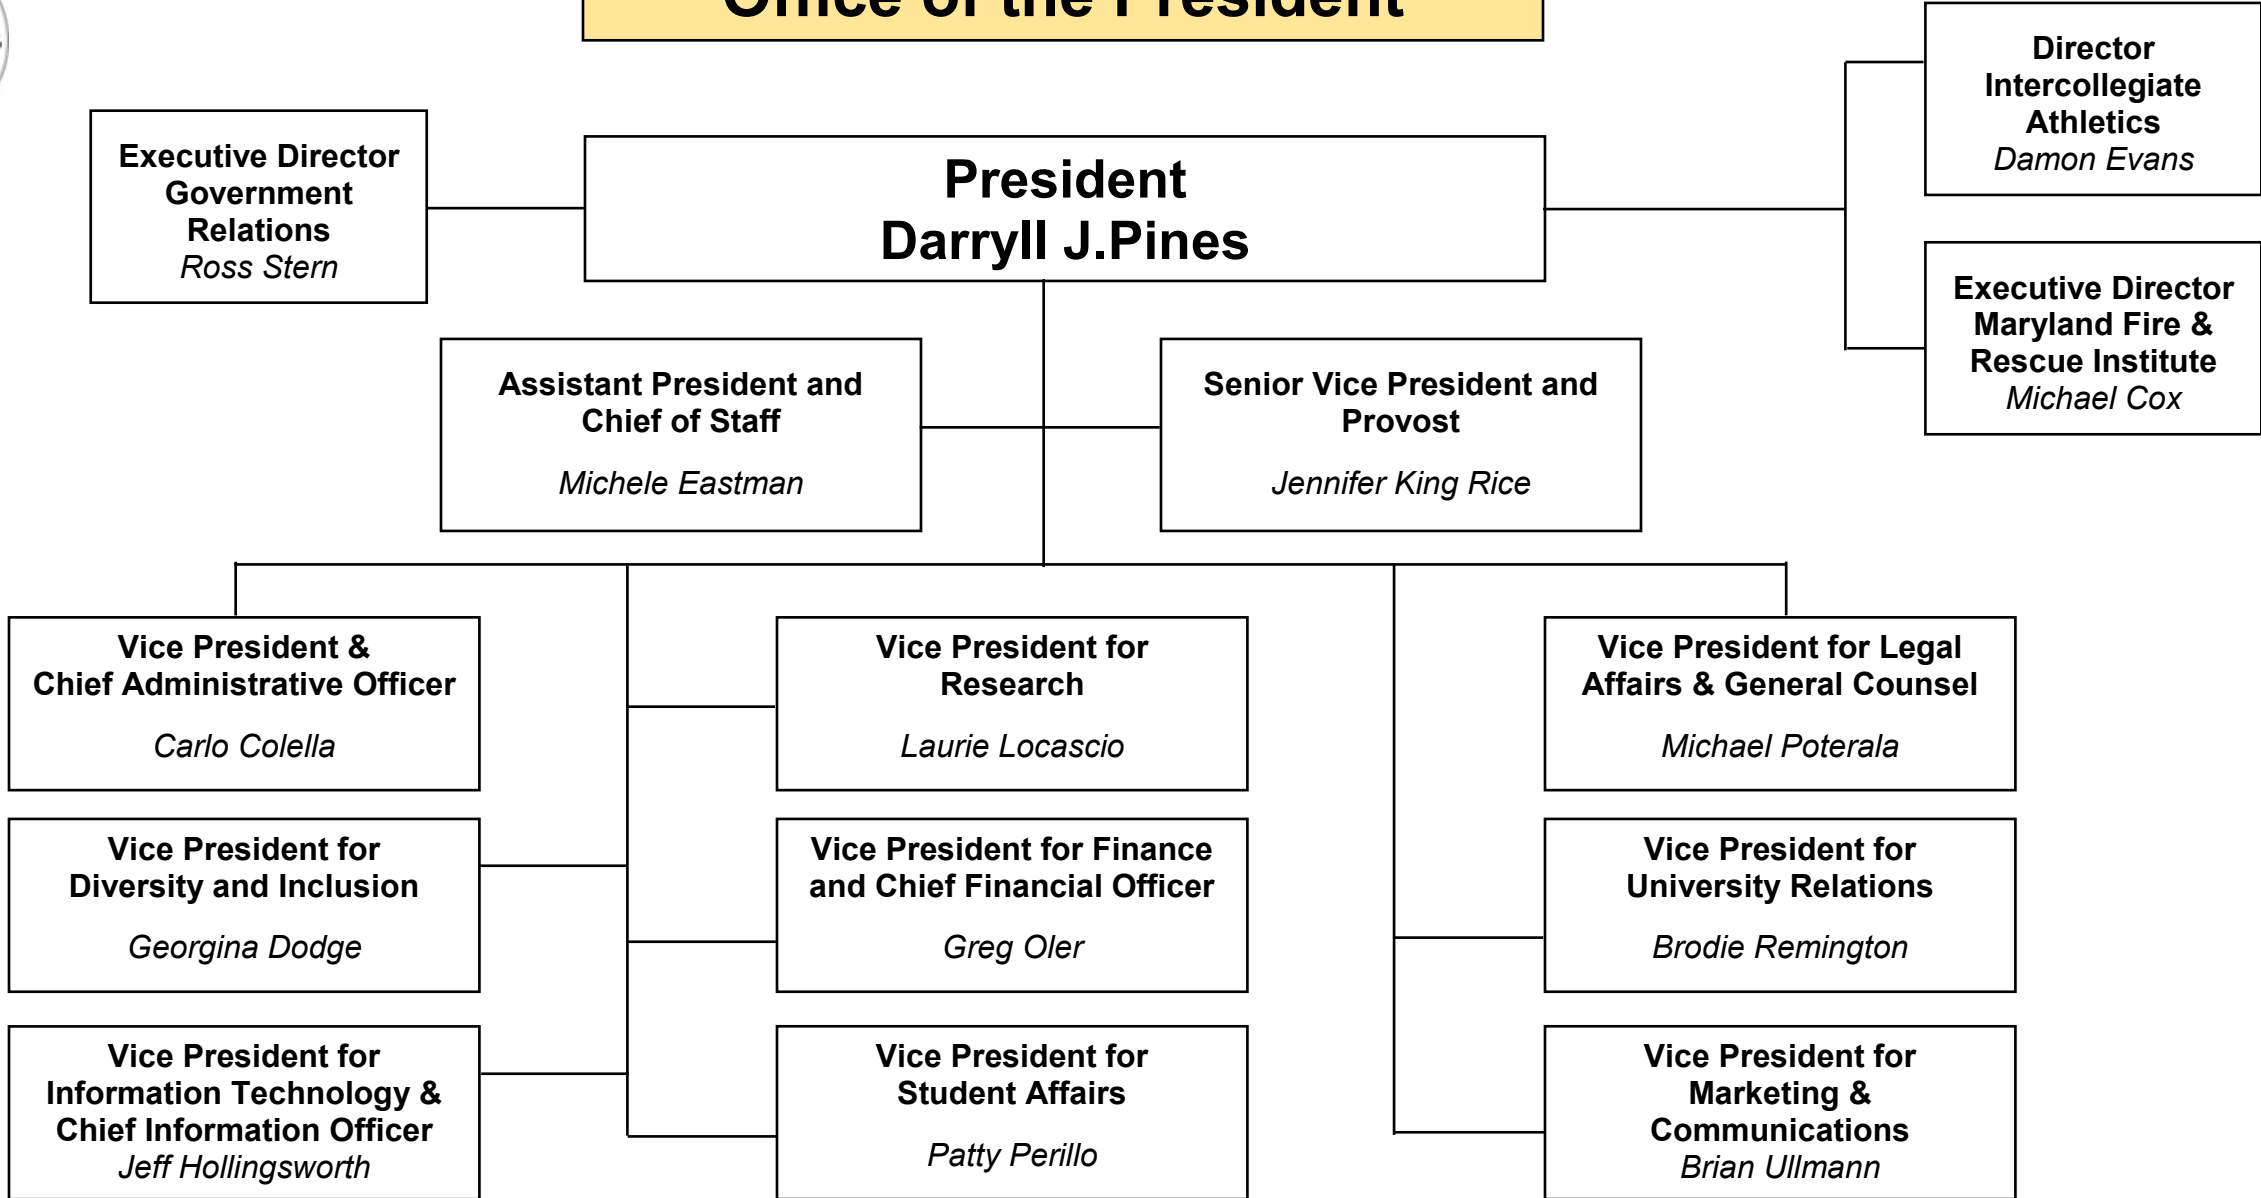 Office of the President
Director
Intercollegiate
Athletics
Damon Evans
Executive Director
Government
Relations
Ross Stern
President
Darryll J.Pines
Executive Director
Maryland Fire &
Rescue Institute
Michael Cox
Assistant President and
Chief of Staff
Michele Eastman
Senior Vice President and
Provost
Jennifer King Rice
Vice President &
Chief Administrative Officer
Carlo Colella
Vice President for
Research
Laurie Locascio
Vice President for Legal
Affairs & General Counsel
Michael Poterala
Vice President for
Diversity and Inclusion
Georgina Dodge
Vice President for Finance
and Chief Financial Officer
Greg Oler
Vice President for
University Relations
Brodie Remington
Vice President for
Information Technology &
Chief Information Officer
Jeff Hollingsworth
Vice President for
Student Affairs
Patty Perillo
Vice President for
Marketing &
Communications
Brian Ullmann